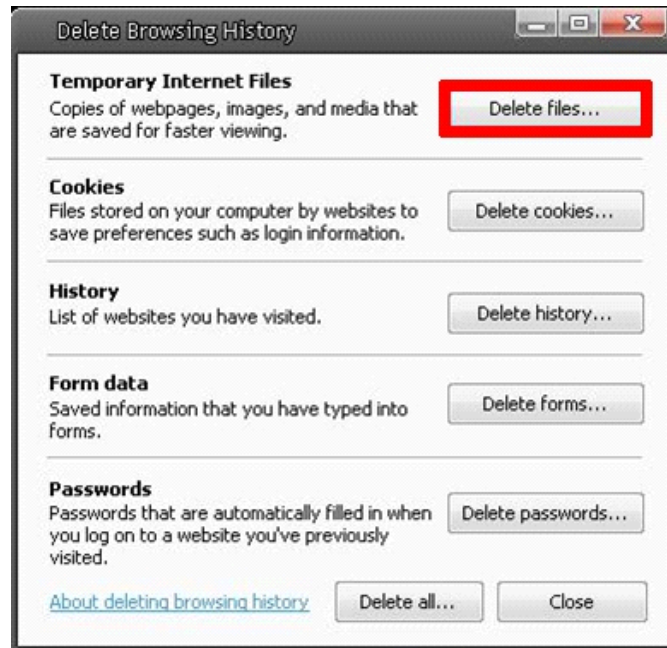 Delete Browsing History
Temporary Internet Files
Copies of webpages, images, and media that
are saved for faster viewing.
Delete files...
Cookies
Files stored on your computer by websites to
save preferences such as login information.
Delete cookies...
History
List of websites you have visited.
Delete history...
Form data
Saved information that you have typed into
forms.
Delete forms...
Passwords
Passwords that are automatically filled in when
you log on to a website you've previously
visited.
Delete passwords...
About deleting browsing history
Delete all...
Close